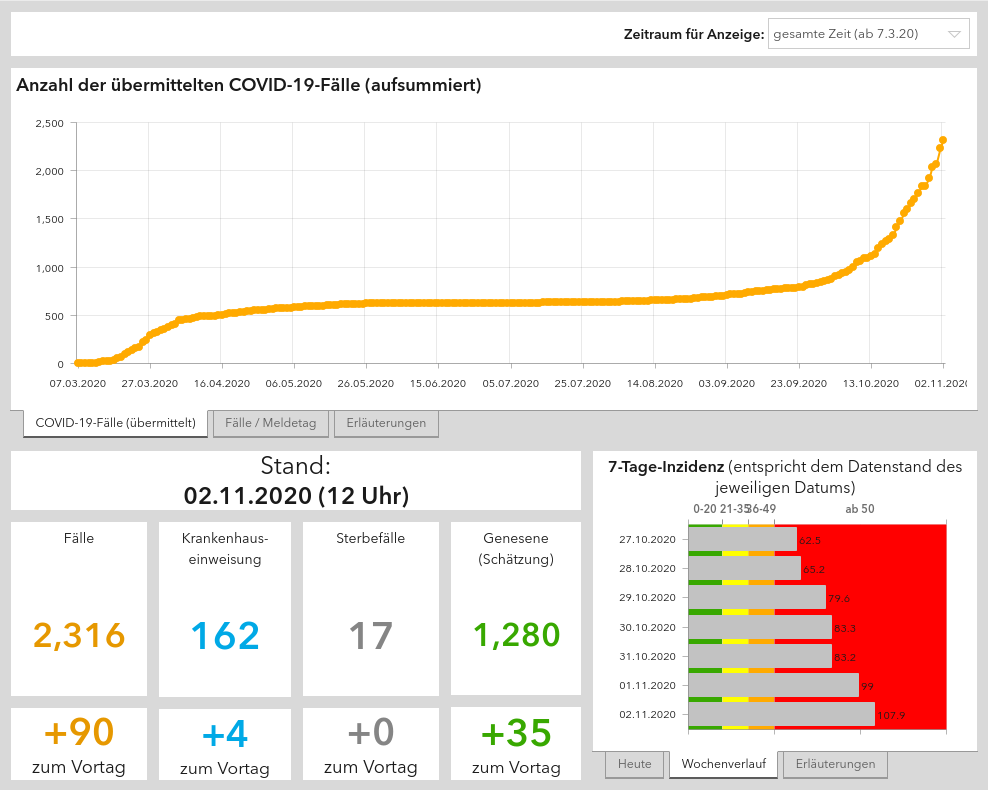 Zeitraum für Anzeige: gesamte Zeit (ab 7.3.20)
Anzahl der übermittelten COVID-19-Fälle (aufsummiert)
2,500
2,000
1,500
1,000
500
0
07.03.2020 27.03.2020 16.04.2020 06.05.2020 26.05.2020 15.06.2020 05.07.2020 25.07.2020 14.08.2020 03.09.2020 23.09.2020 13.10.2020 02.11.2020
COVID-19-Fälle (übermittelt) Fälle / Meldetag Erläuterungen
Stand:
02.11.2020 (12 Uhr)
Fälle
2,316
+90
zum Vortag
Krankenhaus-
einweisung
162
+4
zum Vortag
Sterbefälle
17
+0
zum Vortag
Genesene
(Schätzung)
1,280
+35
zum Vortag
7-Tage-Inzidenz (entspricht dem Datenstand des
jeweiligen Datums)
0-20 21-35 36-49 ab 50
27.10.2020 62.5
28.10.2020 65.2
29.10.2020 79.6
30.10.2020 83.3
31.10.2020 83.2
01.11.2020 99
02.11.2020 107.9
Heute Wochenverlauf Erläuterungen